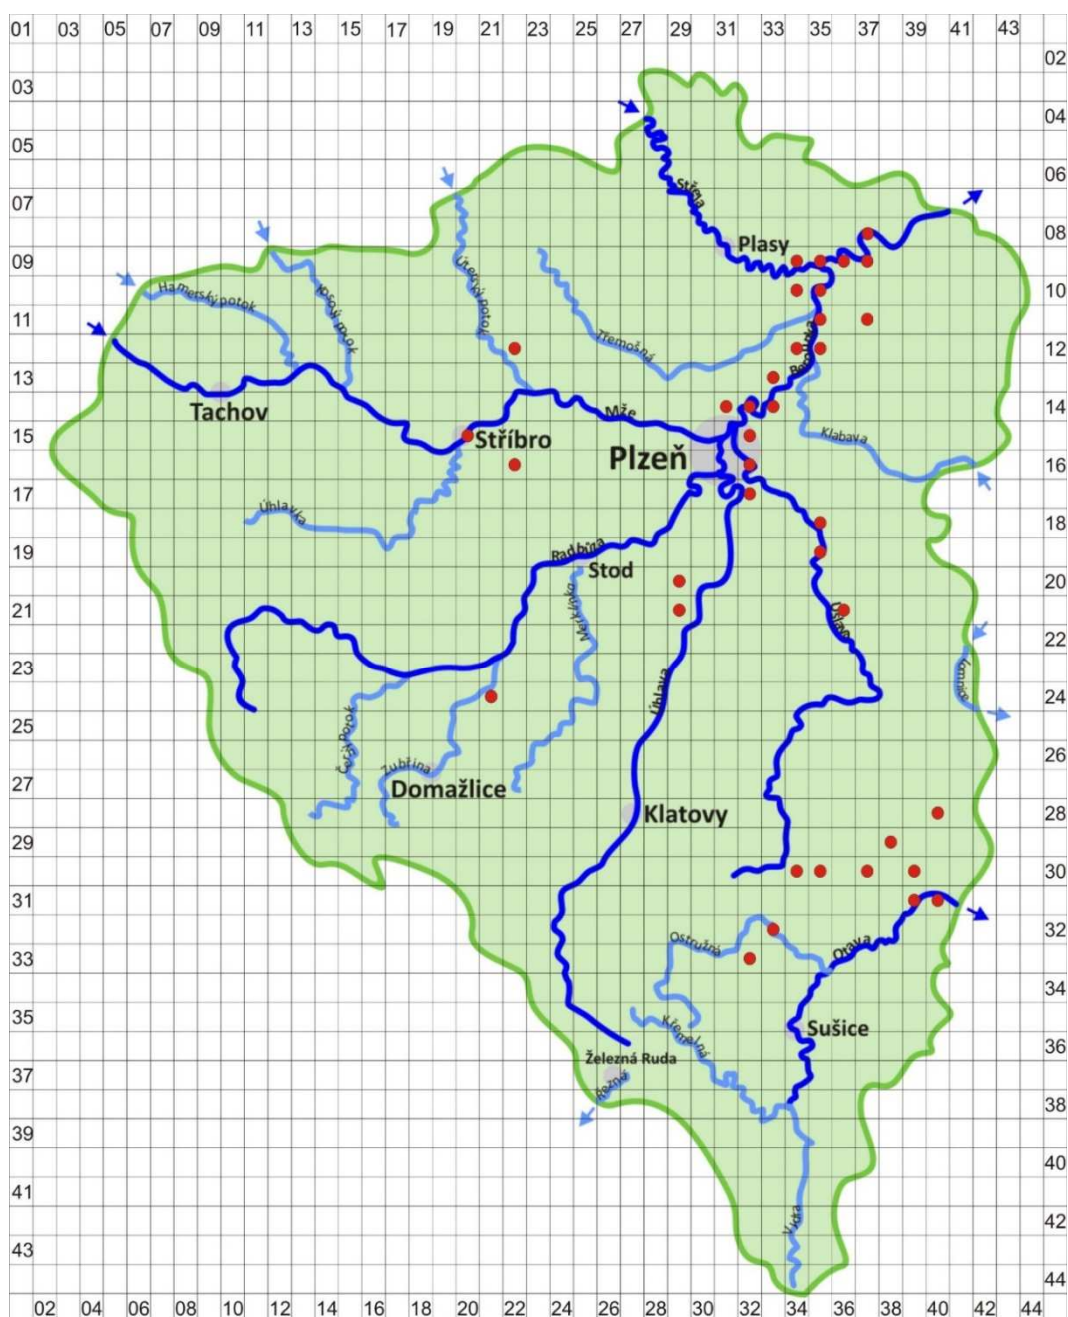 01 03 05 07 09 11 13 15 17 19 21 23 25 27 29 31 33 35 37 39 41 43
02
03
04
05
06
07
Střela
08
Plasy
09
Úterský potok
Hamerský potok
Kosový potok
10
11
Třemošná
12
Berounka
13
Tachov
Mže
14
15
Stříbro
Klabava
Plzeň
16
17
Úhlavka
18
19
Radbuza
Stod
20
21
Merklínka
Úslava
22
23
Úhlava
Lomnice
24
25
Černý potok
26
27
Zubřina
Domažlice
Klatovy
28
29
30
31
32
Ostružná
Otava
33
34
35
Křemelná
Sušice
36
Železná Ruda
37
Řezná
38
39
40
41
Vydra
42
43
44
02 04 06 08 10 12 14 16 18 20 22 24 26 28 30 32 34 36 38 40 42 44